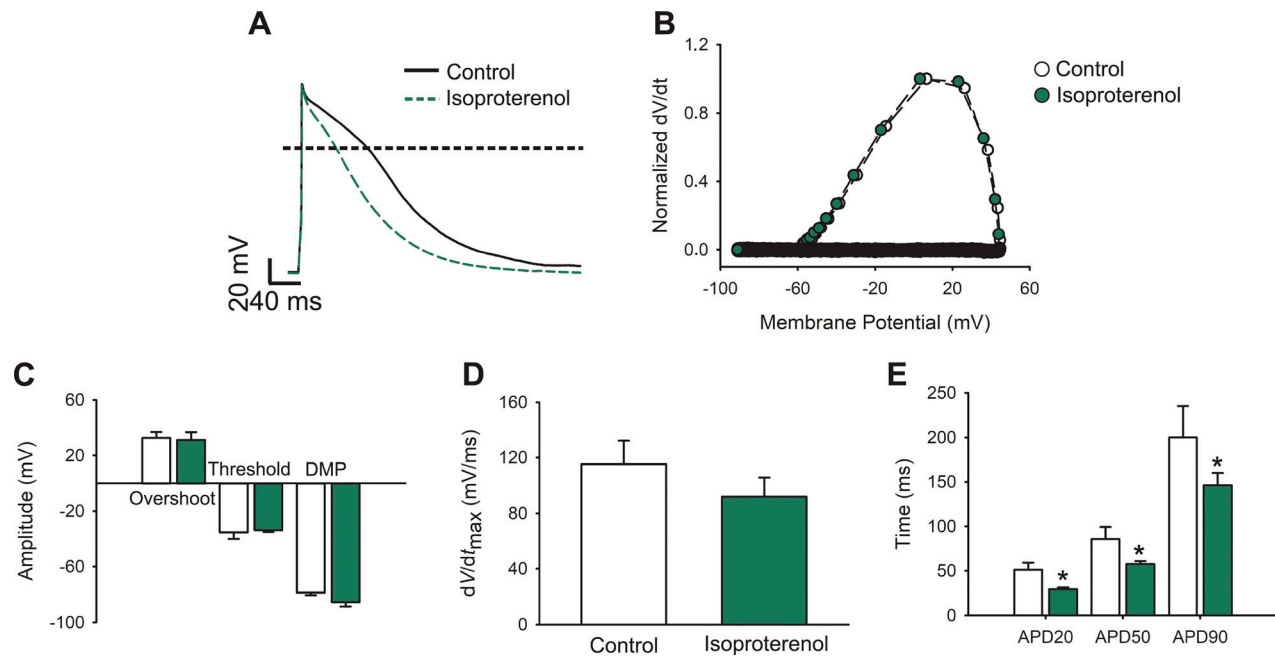 A
Control
Isoproterenol
20 mV
40 ms
B
Normalized dV/dt
1.2
0.8
0.4
0.0
-100
-60
-20
20
60
Membrane Potential (mV)
Control
Isoproterenol
C
Amplitude (mV)
60
20
-20
-60
-100
Overshoot
Threshold
DMP
D
dV/dtmax (mV/ms)
160
120
80
40
0
Control
Isoproterenol
E
Time (ms)
250
200
150
100
50
0
*
*
*
APD20
APD50
APD90